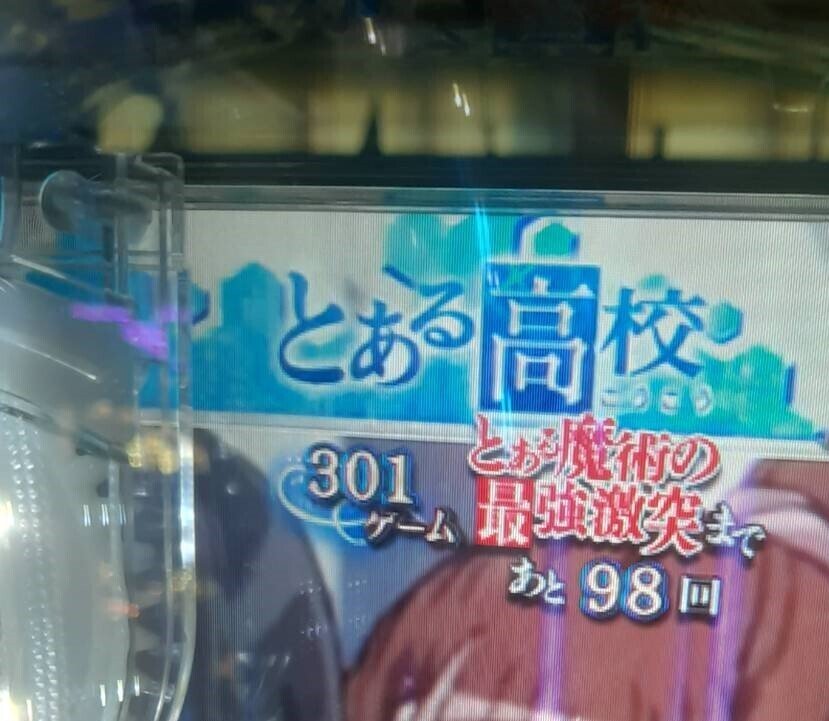 とある高校
こうこう
301
ゲーム
とある魔術の
最強激突まで
あと98回